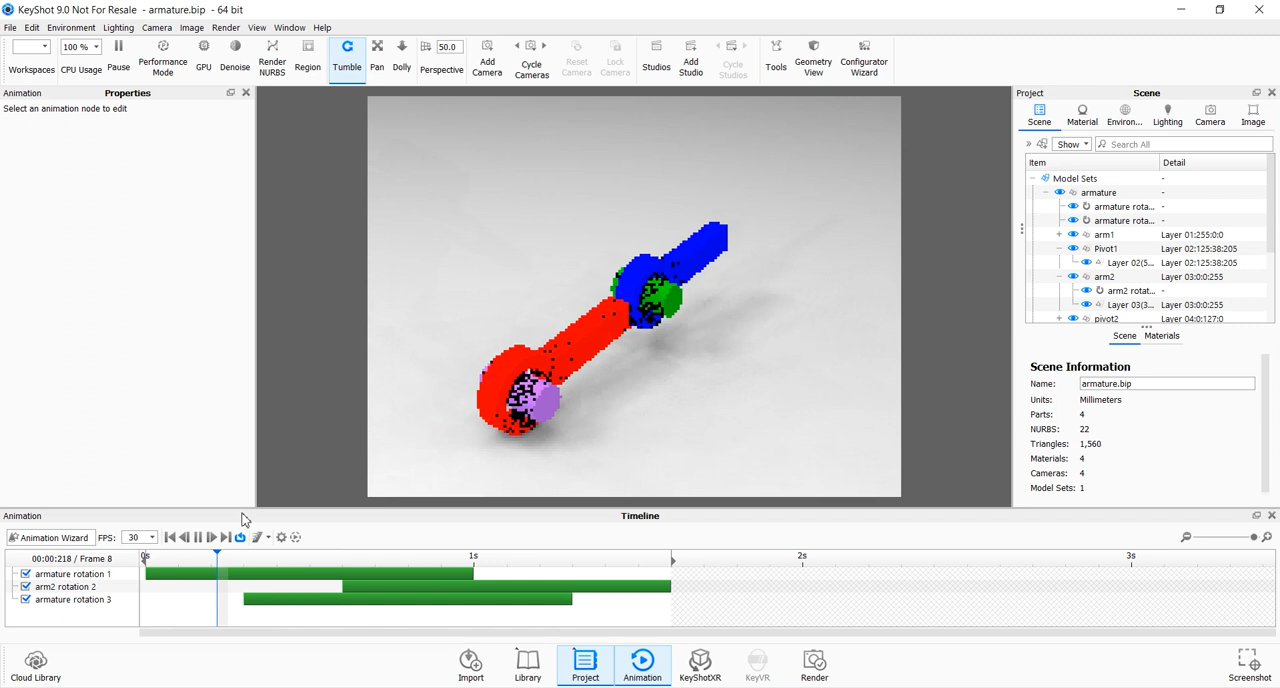 KeyShot 9.0 Not For Resale - armature.bip - 64 bit
File Edit Environment Lighting Camera Image Render View Window Help
100 % 50.0
Workspaces CPU Usage Pause Performance Mode GPU Denoise Render NURBS Region Tumble Pan Dolly Perspective Add Camera Cycle Cameras Reset Camera Lock Camera Studios Add Studio Cycle Studios Tools Geometry View Configurator Wizard
Animation Properties
Select an animation node to edit
Project Scene
Scene Material Environ... Lighting Camera Image
» Show Search All
Item Detail
Model Sets -
armature -
armature rota... -
armature rota... -
arm1 Layer 01:255:0:0
Pivot1 Layer 02:125:38:205
Layer 02(5... Layer 02:125:38:205
arm2 Layer 03:0:0:255
arm2 rotat... -
Layer 03(3... Layer 03:0:0:255
pivot2 Layer 04:0:127:0
Scene Materials
Scene Information
Name: armature.bip
Units: Millimeters
Parts: 4
NURBS: 22
Triangles: 1,560
Materials: 4
Cameras: 4
Model Sets: 1
Animation Timeline
Animation Wizard FPS: 30
00:00:218 / Frame 8 0s 1s 2s 3s
armature rotation 1
arm2 rotation 2
armature rotation 3
Cloud Library Import Library Project Animation KeyShotXR KeyVR Render Screenshot